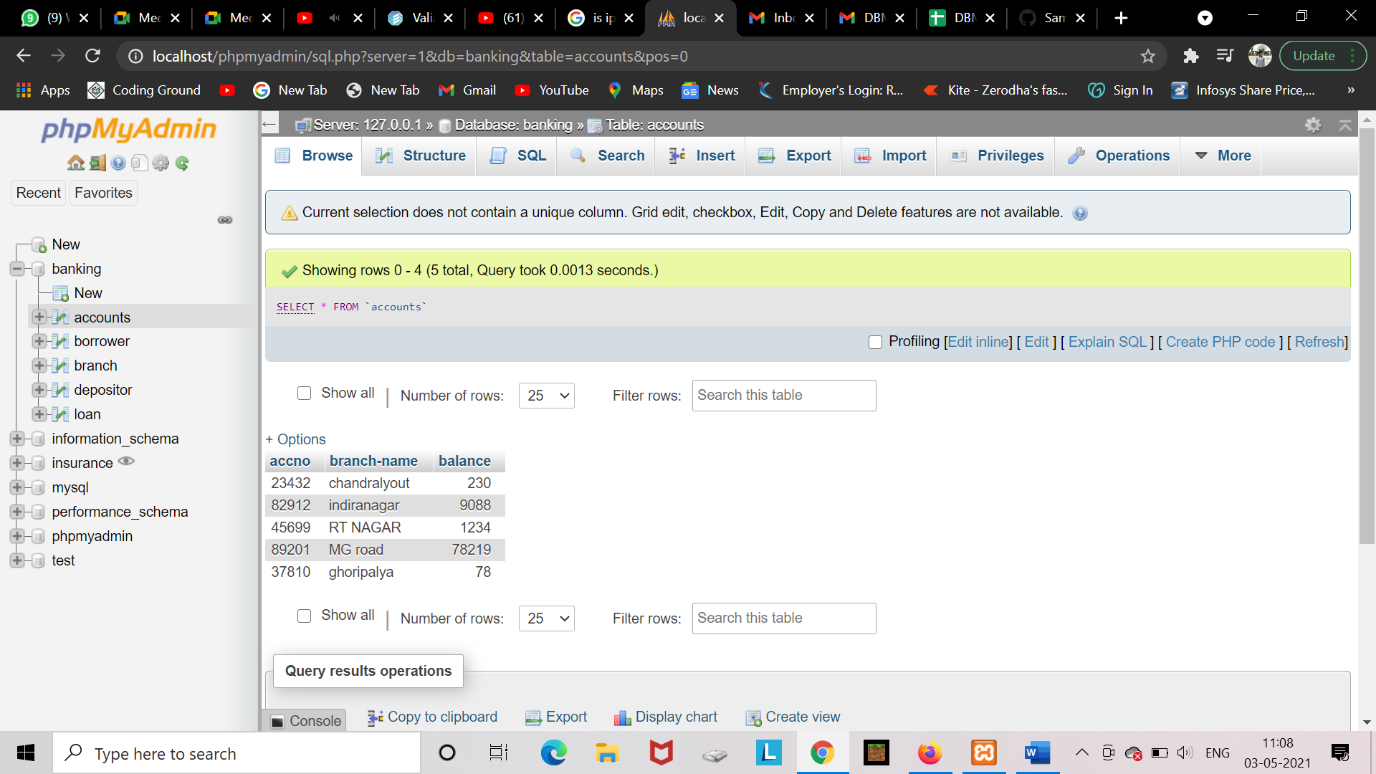 (9) \ Mee Mee Vali (61) is ip loca Inbo DBM DBM San
localhost/phpmyadmin/sql.php?server=1&db=banking&table=accounts&pos=0 Update
Apps Coding Ground New Tab New Tab Gmail YouTube Maps News Employer's Login: R... Kite - Zerodha's fas... Sign In Infosys Share Price,... »
phpMyAdmin
Server: 127.0.0.1 » Database: banking » Table: accounts
Browse Structure SQL Search Insert Export Import Privileges Operations More
Recent Favorites
New
banking
New
accounts
borrower
branch
depositor
loan
information_schema
insurance
mysql
performance_schema
phpmyadmin
test
Current selection does not contain a unique column. Grid edit, checkbox, Edit, Copy and Delete features are not available.
Showing rows 0 - 4 (5 total, Query took 0.0013 seconds.)
SELECT * FROM `accounts`
Profiling [Edit inline] [ Edit ] [ Explain SQL ] [ Create PHP code ] [ Refresh]
Show all | Number of rows: 25 Filter rows: Search this table
+ Options
accno branch-name balance
23432 chandralyout 230
82912 indiranagar 9088
45699 RT NAGAR 1234
89201 MG road 78219
37810 ghoripalya 78
Show all | Number of rows: 25 Filter rows: Search this table
Query results operations
Console Copy to clipboard Export Display chart Create view
Type here to search ENG 11:08
03-05-2021